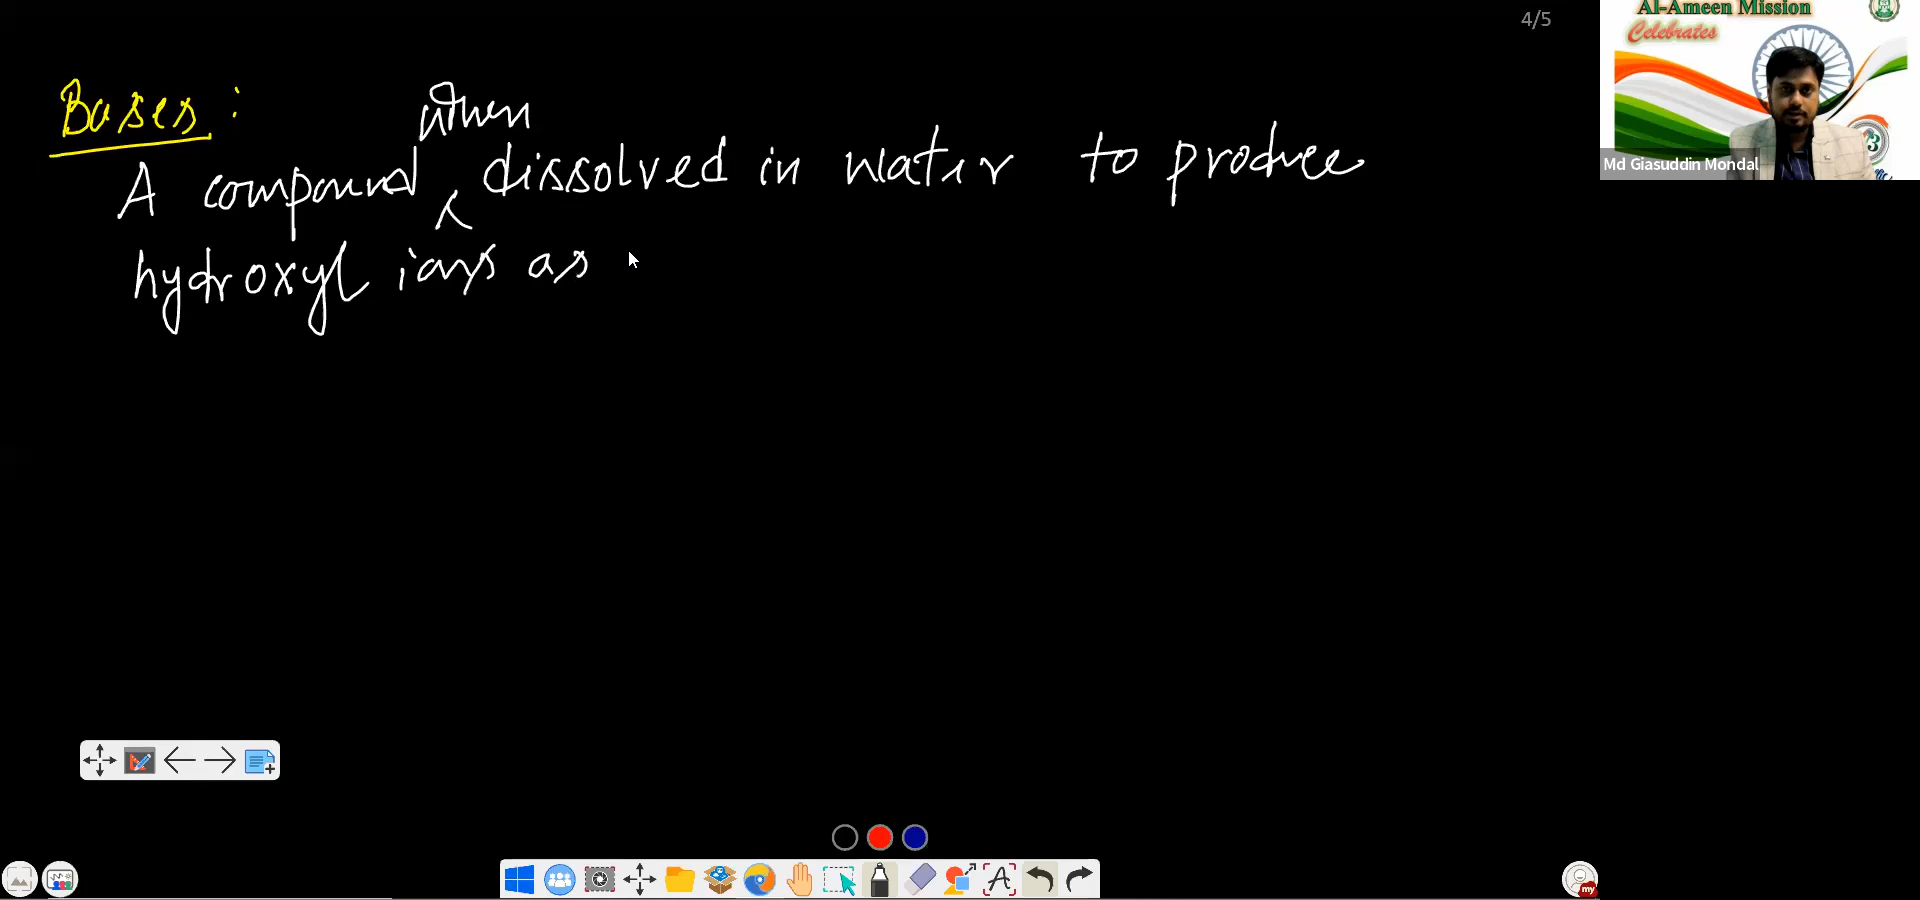 4/5
Al-Ameen Mission
Celebrates
Md Giasuddin Mondal
Bases :
when
A compound ^ dissolved in water to produce
hydroxyl ions as
my